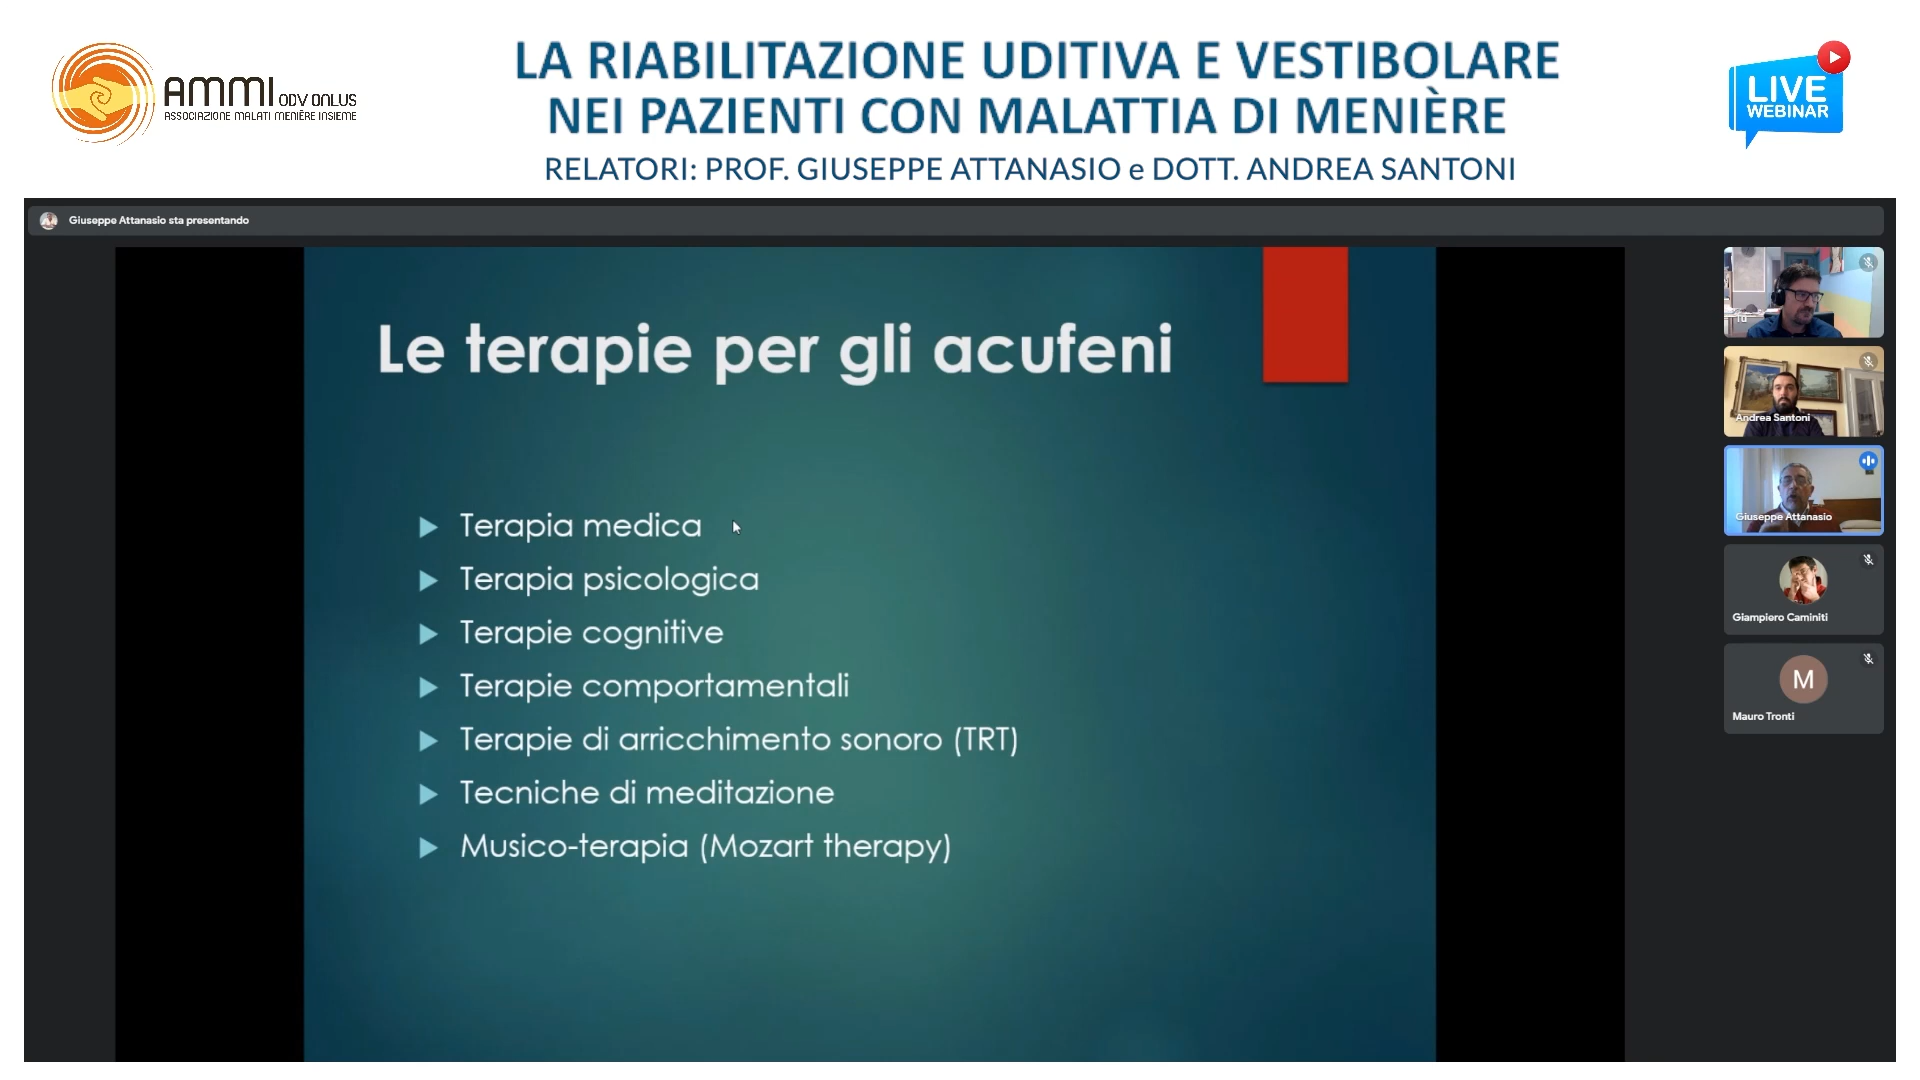 AMMI ODV ONLUS
ASSOCIAZIONE MALATI MENIÈRE INSIEME
LA RIABILITAZIONE UDITIVA E VESTIBOLARE
NEI PAZIENTI CON MALATTIA DI MENIÈRE
RELATORI: PROF. GIUSEPPE ATTANASIO e DOTT. ANDREA SANTONI
LIVE
WEBINAR
Giuseppe Attanasio sta presentando
Le terapie per gli acufeni
Terapia medica
Terapia psicologica
Terapie cognitive
Terapie comportamentali
Terapie di arricchimento sonoro (TRT)
Tecniche di meditazione
Musico-terapia (Mozart therapy)
Tu
Andrea Santoni
Giuseppe Attanasio
Giampiero Caminiti
M
Mauro Tronti